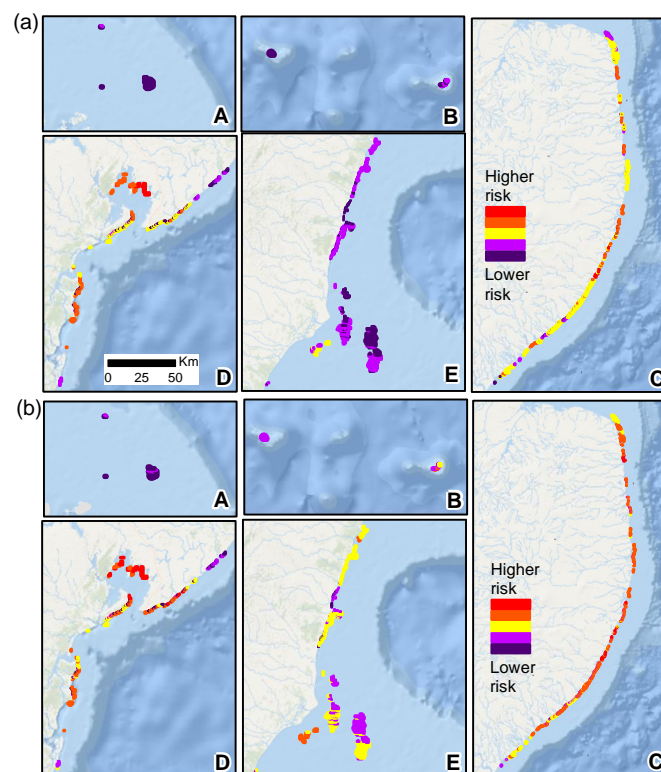 (a)
A
B
Higher
risk
Lower
risk
C
Km
0 25 50
D
E
(b)
A
B
Higher
risk
Lower
risk
C
D
E